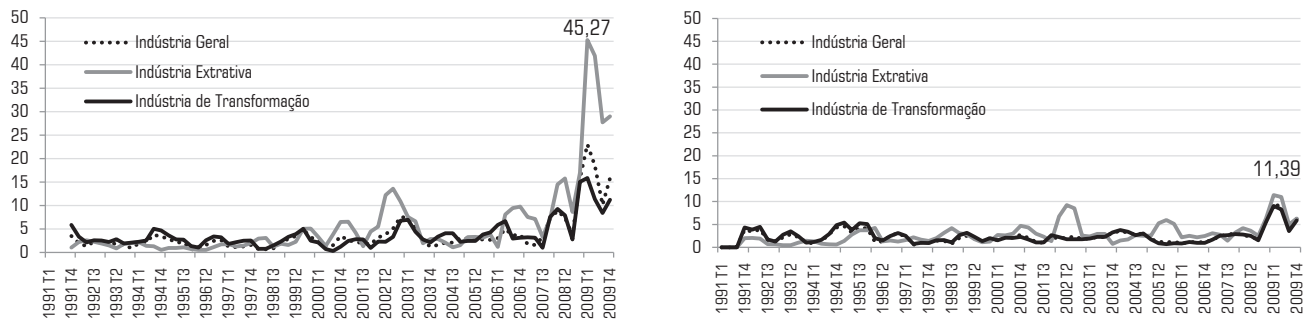 50
45
40
35
30
25
20
15
10
5
0
45,27
Indústria Geral
Indústria Extrativa
Indústria de Transformação
1991 T1
1991 T4
1992 T3
1993 T2
1994 T1
1994 T4
1995 T3
1996 T2
1997 T1
1997 T4
1998 T3
1999 T2
2000 T1
2000 T4
2001 T3
2002 T2
2003 T1
2003 T4
2004 T3
2005 T2
2006 T1
2006 T4
2007 T3
2008 T2
2009 T1
2009 T4
50
45
40
35
30
25
20
15
10
5
0
11,39
Indústria Geral
Indústria Extrativa
Indústria de Transformação
1991 T1
1991 T4
1992 T3
1993 T2
1994 T1
1994 T4
1995 T3
1996 T2
1997 T1
1997 T4
1998 T3
1999 T2
2000 T1
2000 T4
2001 T3
2002 T2
2003 T1
2003 T4
2004 T3
2005 T2
2006 T1
2006 T4
2007 T3
2008 T2
2009 T1
2009 T4